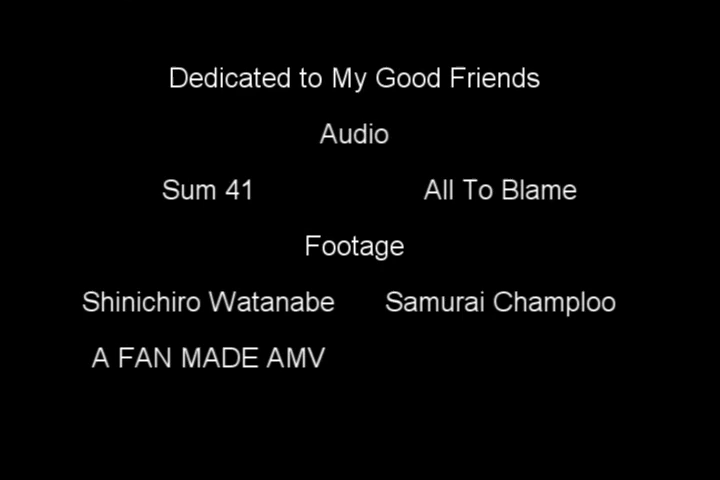 Dedicated to My Good Friends
Audio
Sum 41 All To Blame
Footage
Shinichiro Watanabe Samurai Champloo
A FAN MADE AMV